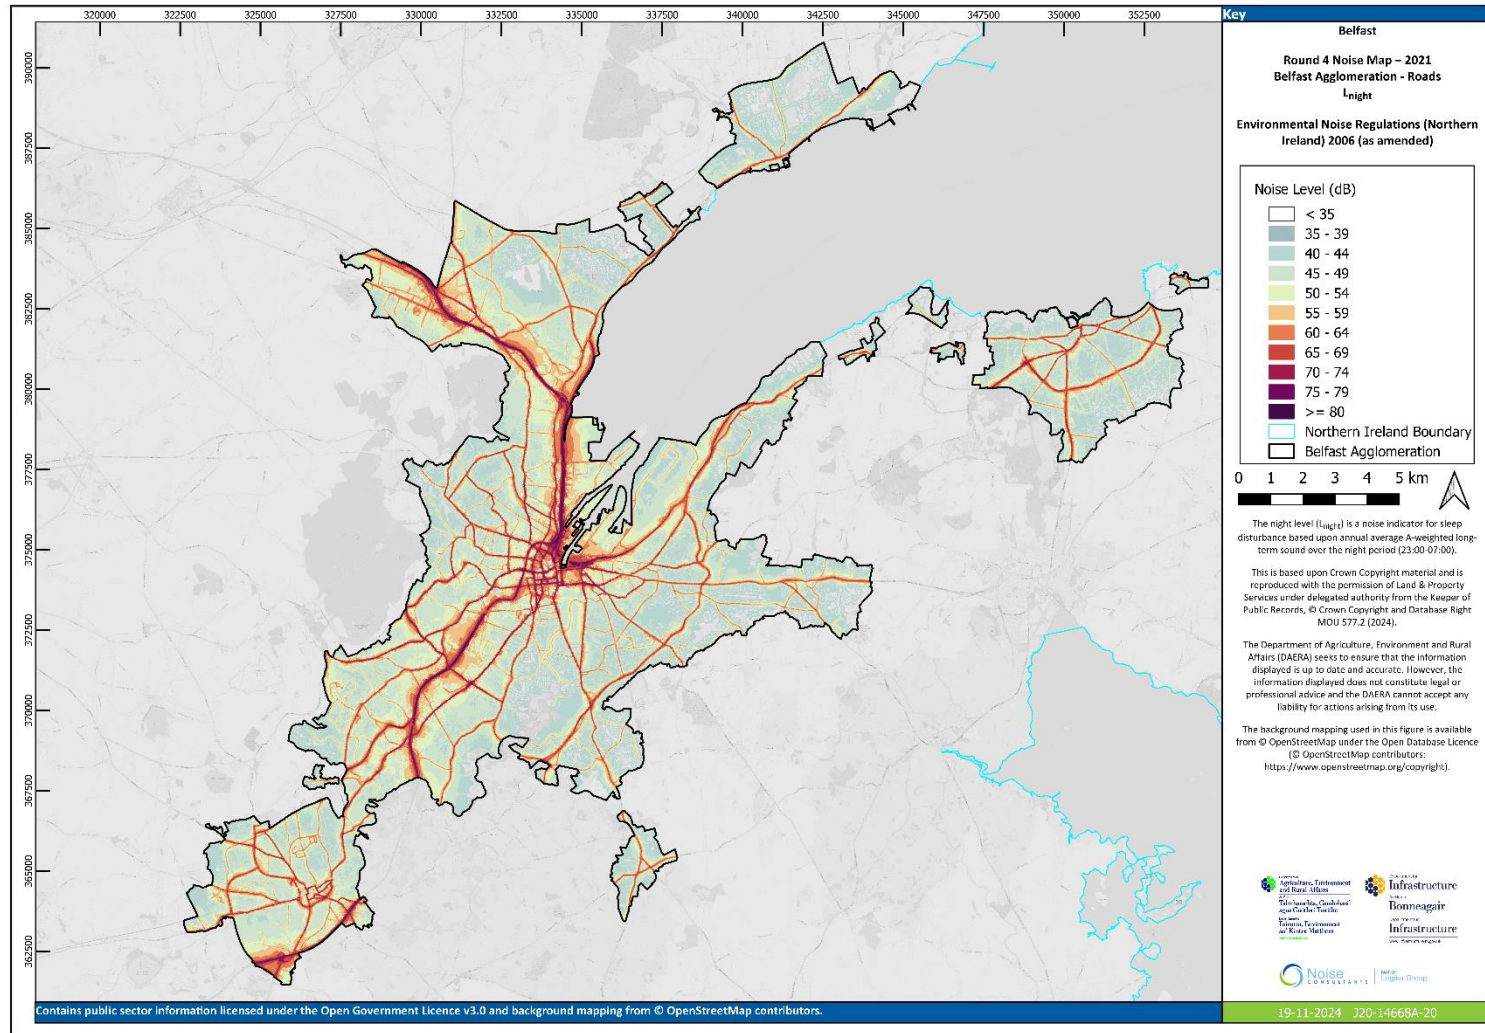 320000 322500 325000 327500 330000 332500 335000 337500 340000 342500 345000 347500 350000 352500
390000
387500
385000
382500
380000
377500
375000
372500
370000
367500
365000
362500
Key
Belfast
Round 4 Noise Map – 2021
Belfast Agglomeration - Roads
Lnight
Environmental Noise Regulations (Northern
Ireland) 2006 (as amended)
Noise Level (dB)
< 35
35 - 39
40 - 44
45 - 49
50 - 54
55 - 59
60 - 64
65 - 69
70 - 74
75 - 79
>= 80
Northern Ireland Boundary
Belfast Agglomeration
0 1 2 3 4 5 km
The night level (Lnight) is a noise indicator for sleep
disturbance based upon annual average A-weighted long-
term sound over the night period (23:00-07:00).
This is based upon Crown Copyright material and is
reproduced with the permission of Land & Property
Services under delegated authority from the Keeper of
Public Records, © Crown Copyright and Database Right
MOU 577.2 (2024).
The Department of Agriculture, Environment and Rural
Affairs (DAERA) seeks to ensure that the information
displayed is up to date and accurate. However, the
information displayed does not constitute legal or
professional advice and the DAERA cannot accept any
liability for actions arising from its use.
The background mapping used in this figure is available
from © OpenStreetMap under the Open Database Licence
(© OpenStreetMap contributors:
https://www.openstreetmap.org/copyright).
Agriculture, Environment
and Rural Affairs
Infrastructure
Bonneagair
Infrastructure
Noise
CONSULTANTS
Logika Group
19-11-2024 J20-14668A-20
Contains public sector information licensed under the Open Government Licence v3.0 and background mapping from © OpenStreetMap contributors.